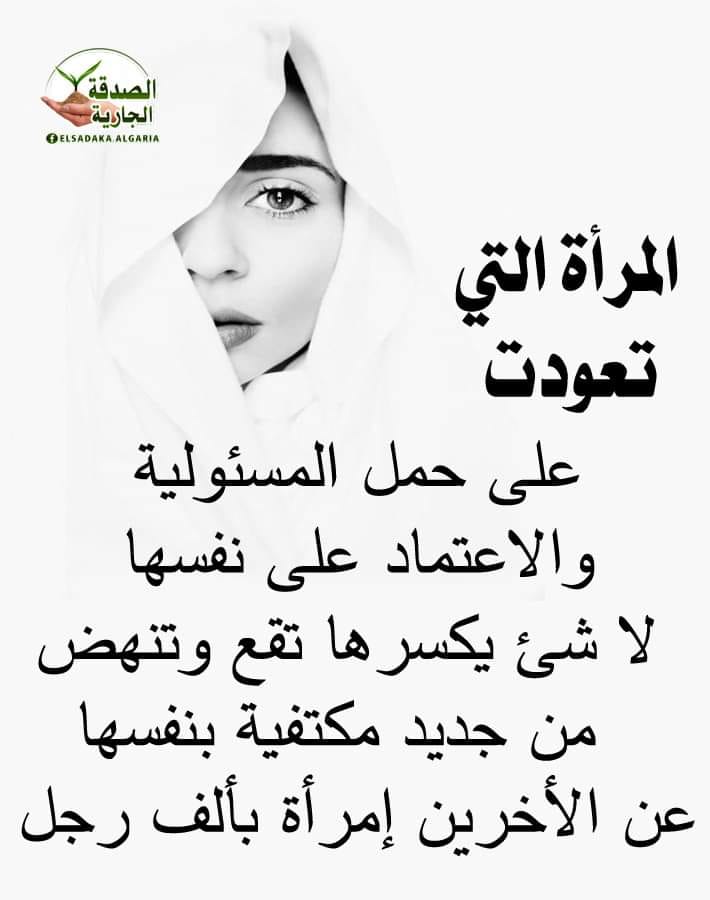 الصدقة
الجارية
ELSADAKA.ALGARIA
المرأة التي
تعودت
على حمل المسئولية
والاعتماد على نفسها
لا شئ يكسرها تقع وتنهض
من جديد مكتفية بنفسها
عن الأخرين إمرأة بألف رجل